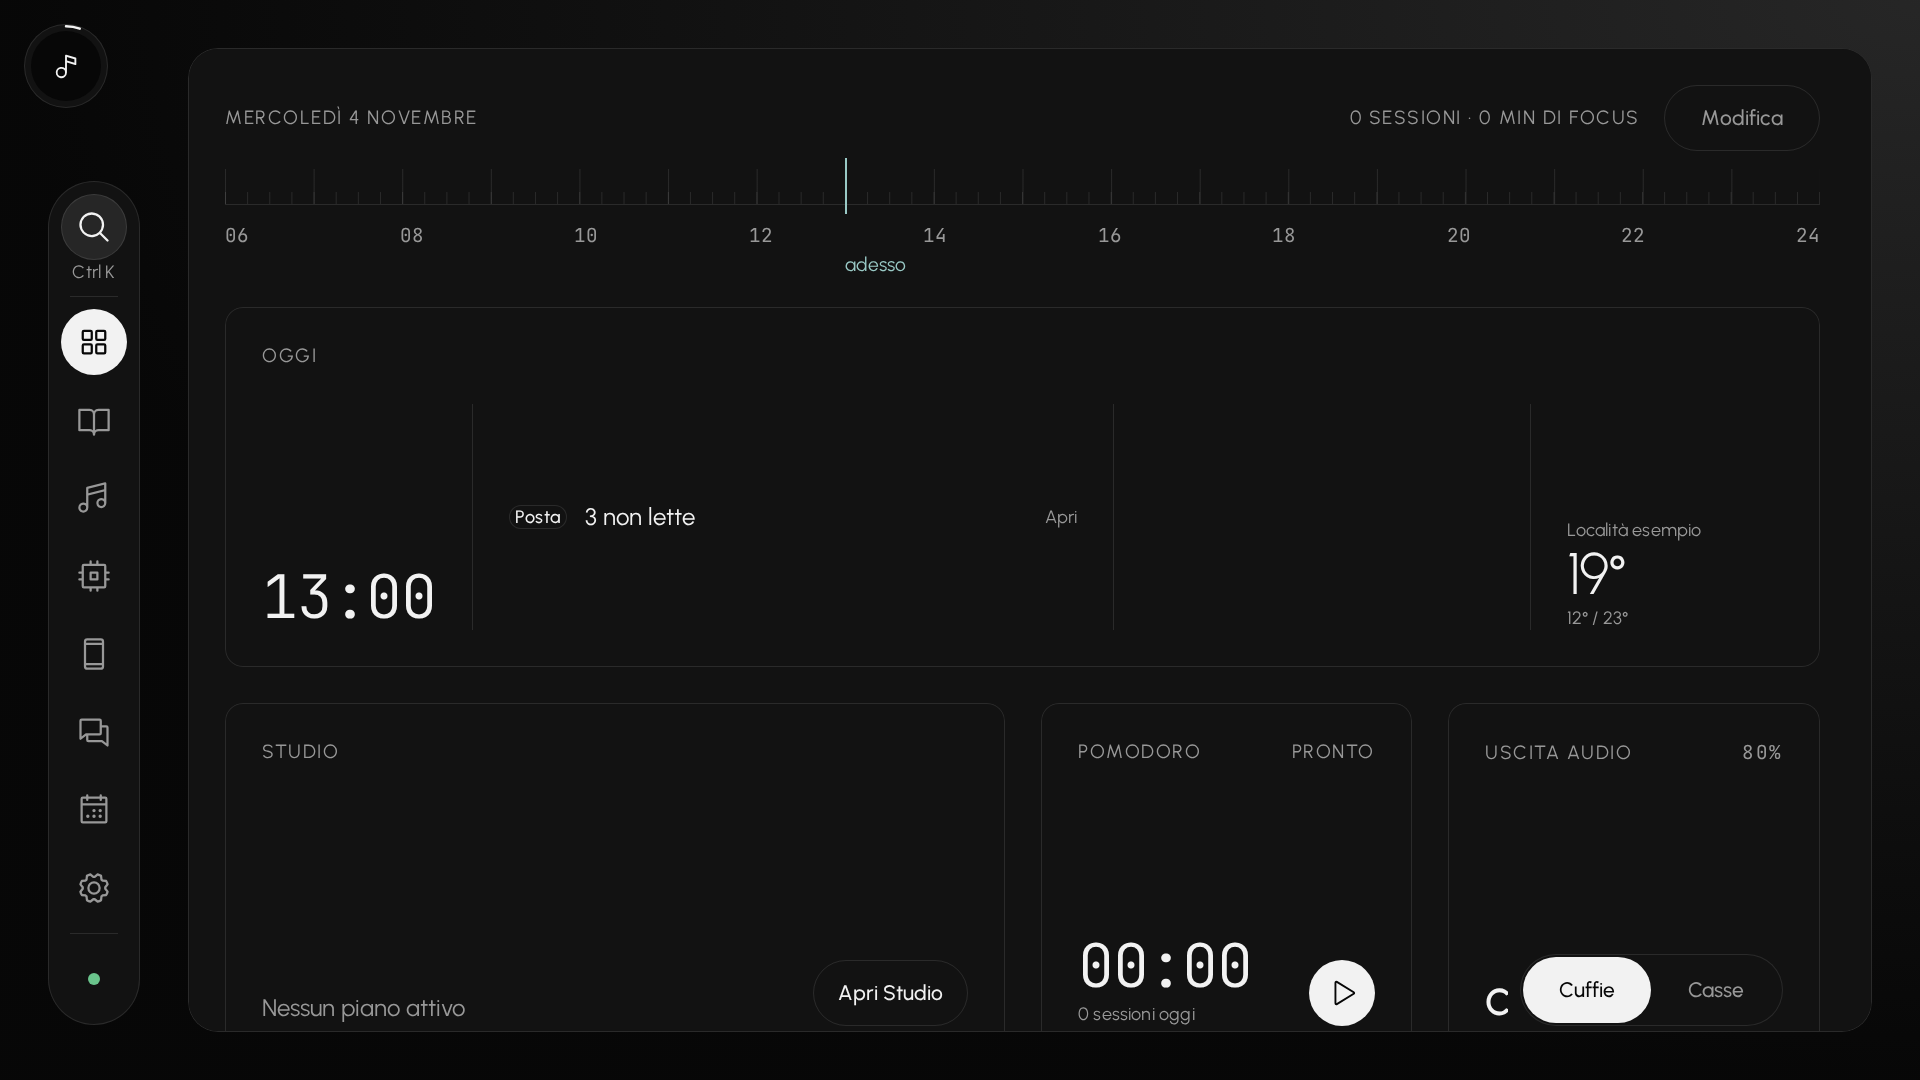 MERCOLEDÌ 4 NOVEMBRE
0 SESSIONI · 0 MIN DI FOCUS
Modifica
Ctrl K
06 08 10 12 14 16 18 20 22 24
adesso
OGGI
13:00
Posta 3 non lette
Apri
Località esempio
19°
12° / 23°
STUDIO
Nessun piano attivo
Apri Studio
POMODORO PRONTO
00:00
0 sessioni oggi
USCITA AUDIO 80%
C
Cuffie
Casse